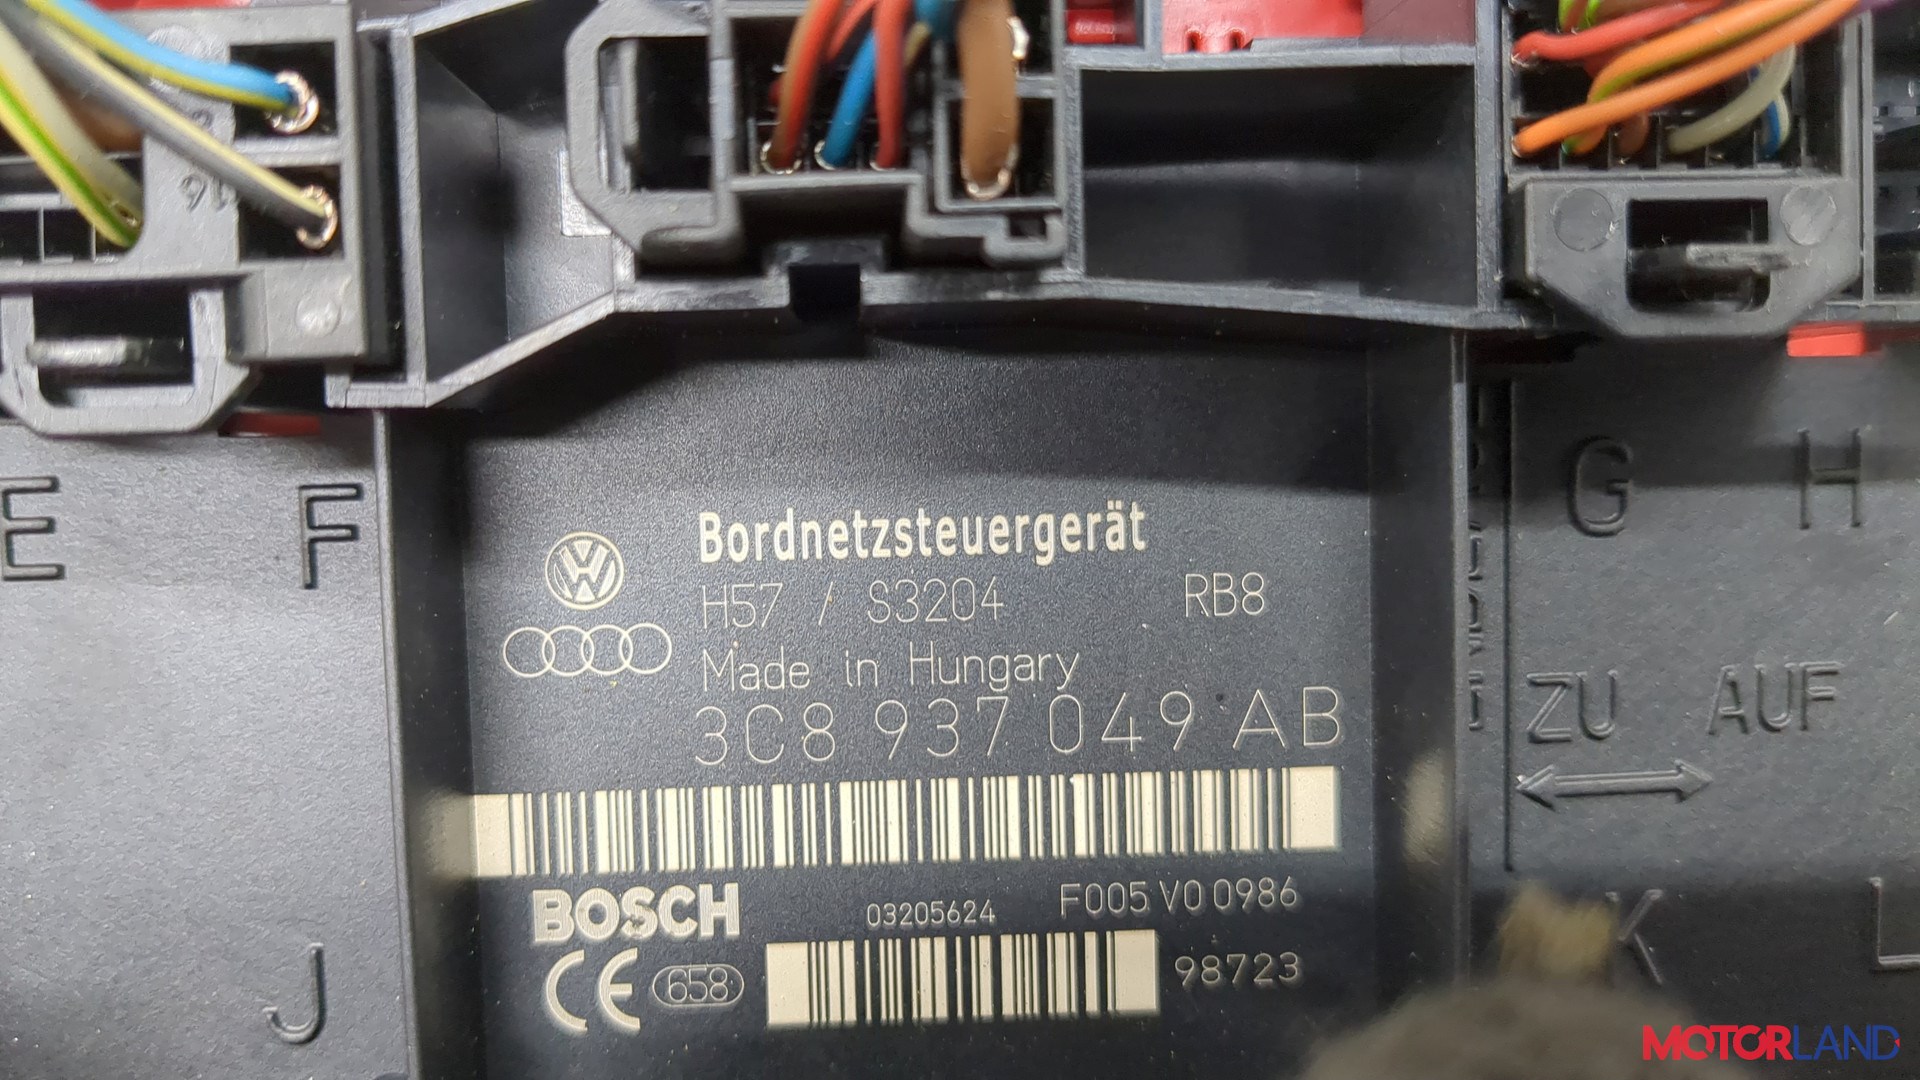 16
E
F
G
H
Bordnetzsteuergerät
H57 / S3204 RB8
Made in Hungary
3C8 937 049 AB
ZU AUF
BOSCH
03205624
F005 V0 0986
CE
658
98723
J
K
L
MOTORLAND